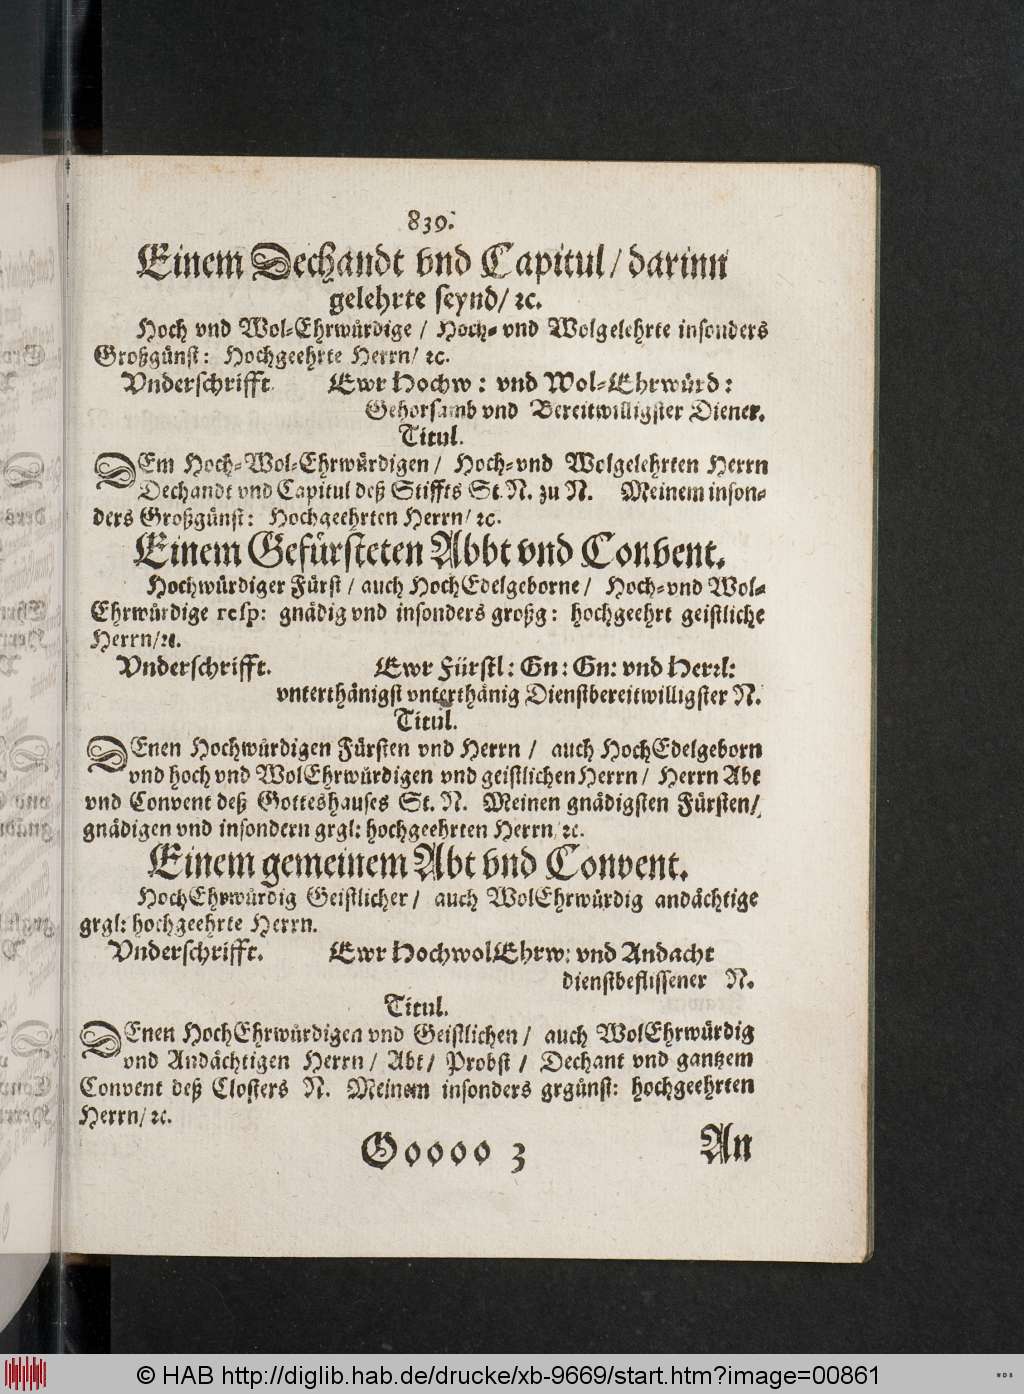 839.
Einem Dechandt vnd Capitul / darinn
gelehrte seynd / ꝛc.
Hoch vnd Wol-Ehrwürdige / Hoch- vnd Wolgelehrte insonders
Großgünst: Hochgeehrte Herrn / ꝛc.
Vnderschrifft. Ewr Hochw: vnd Wol-Ehrwürd:
Gehorsamb vnd Bereitwilligster Diener.
Titul.
DEm Hoch-Wol-Ehrwürdigen / Hoch- vnd Wolgelehrten Herrn
Dechandt vnd Capitul deß Stiffts St. N. zu N. Meinem inson-
ders Großgünst: Hochgeehrten Herrn / ꝛc.
Einem Gefürsteten Abbt vnd Convent.
Hochwürdiger Fürst / auch HochEdelgeborne / Hoch- vnd Wol-
Ehrwürdige resp: gnädig vnd insonders großg: hochgeehrt geistliche
Herrn / ꝛc.
Vnderschrifft. Ewr Fürstl: Gn: Gn: vnd Herrl:
vnterthänigst vnterthänig Dienstbereitwilligster N.
Titul.
DEnen Hochwürdigen Fürsten vnd Herrn / auch HochEdelgeborn
vnd hoch vnd WolEhrwürdigen vnd geistlichen Herrn / Herrn Abt
vnd Convent deß Gotteshauses St. N. Meinen gnädigsten Fürsten /
gnädigen vnd insondern grgl: hochgeehrten Herrn / ꝛc.
Einem gemeinem Abt vnd Convent.
HochEhrwürdig Geistlicher / auch WolEhrwürdig andächtige
grgl: hochgeehrte Herrn.
Vnderschrifft. Ewr HochwolEhrw: vnd Andacht
dienstbeflissener N.
Titul.
DEnen HochEhrwürdigen vnd Geistlichen / auch WolEhrwürdig
vnd Andächtigen Herrn / Abt / Probst / Dechant vnd gantzem
Convent deß Closters N. Meinem insonders grgünst: hochgeehrten
Herrn / ꝛc.
Ooooo 3 An
© HAB http://diglib.hab.de/drucke/xb-9669/start.htm?image=00861